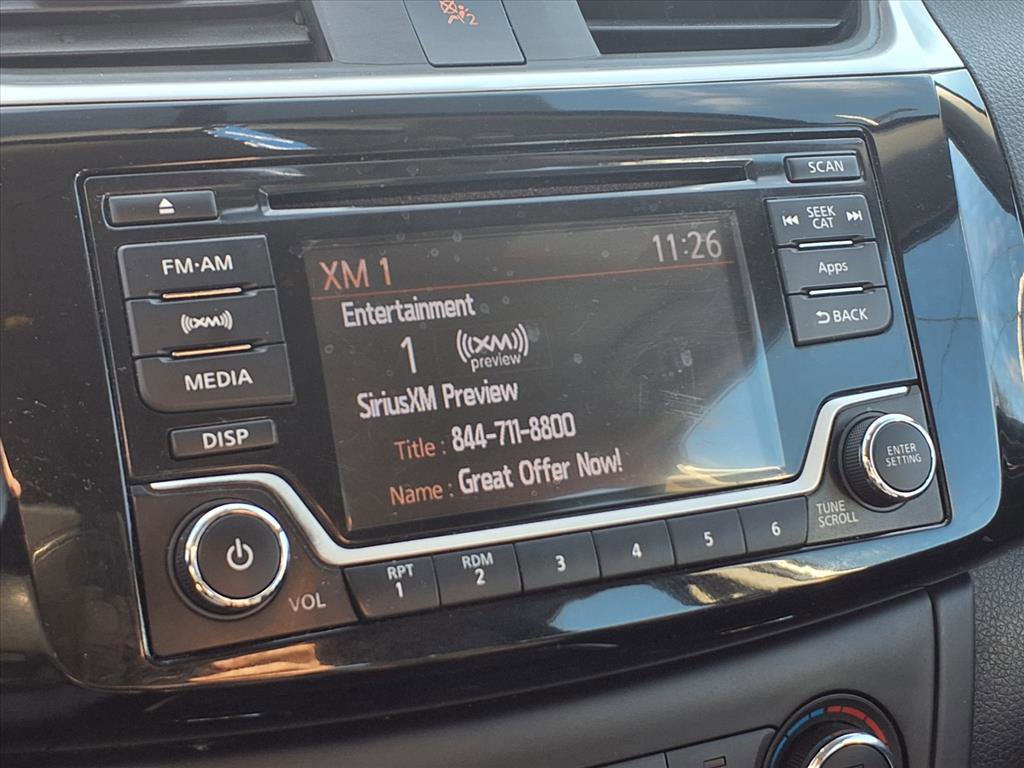 2
SCAN
SEEK
CAT
FM·AM
XM 1
11:26
Apps
Entertainment
((XM))
1
((XM))
preview
BACK
MEDIA
SiriusXM Preview
DISP
Title : 844-711-8800
Name : Great Offer Now!
ENTER
SETTING
TUNE
SCROLL
VOL
RPT
1
RDM
2
3
4
5
6